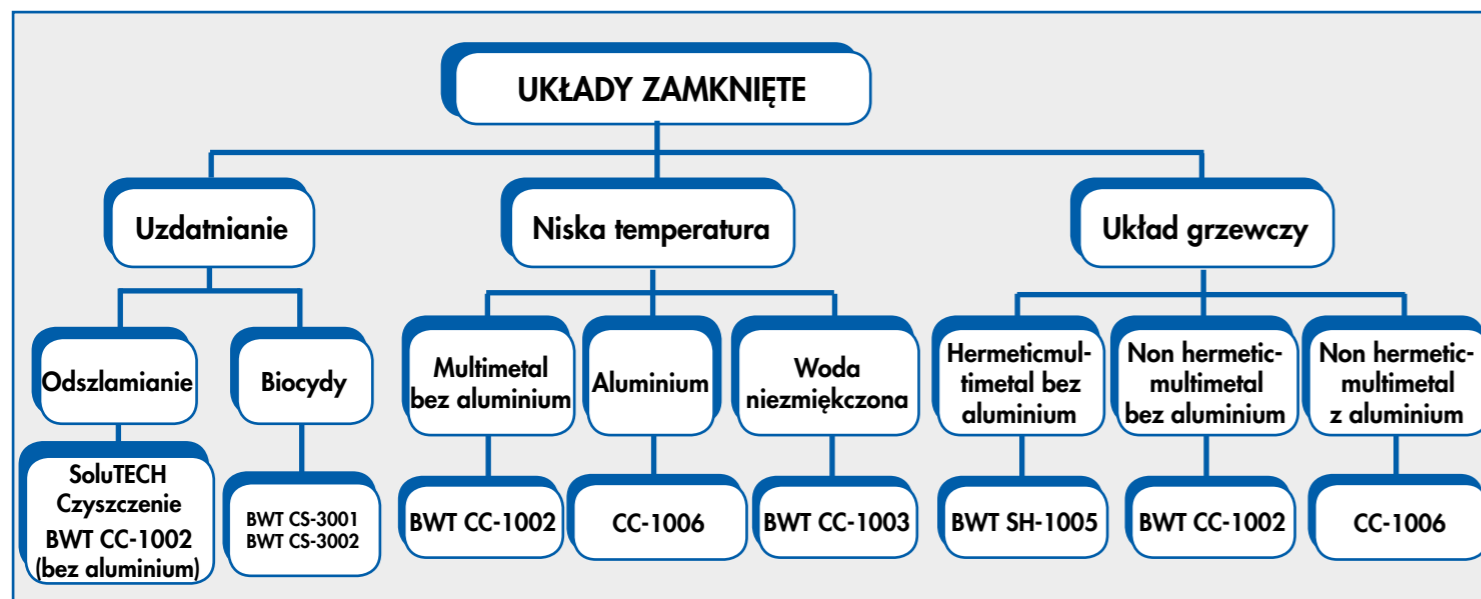 UKŁADY ZAMKNIĘTE
Uzdatnianie
Niska temperatura
Układ grzewczy
Odszlamianie
Biocydy
Multimetal
bez aluminium
Aluminium
Woda
niezmiękczona
Hermeticmul-
timetal bez
aluminium
Non hermetic-
multimetal
bez aluminium
Non hermetic-
multimetal
z aluminium
SoluTECH
Czyszczenie
BWT CC-1002
(bez aluminium)
BWT CS-3001
BWT CS-3002
BWT CC-1002
CC-1006
BWT CC-1003
BWT SH-1005
BWT CC-1002
CC-1006